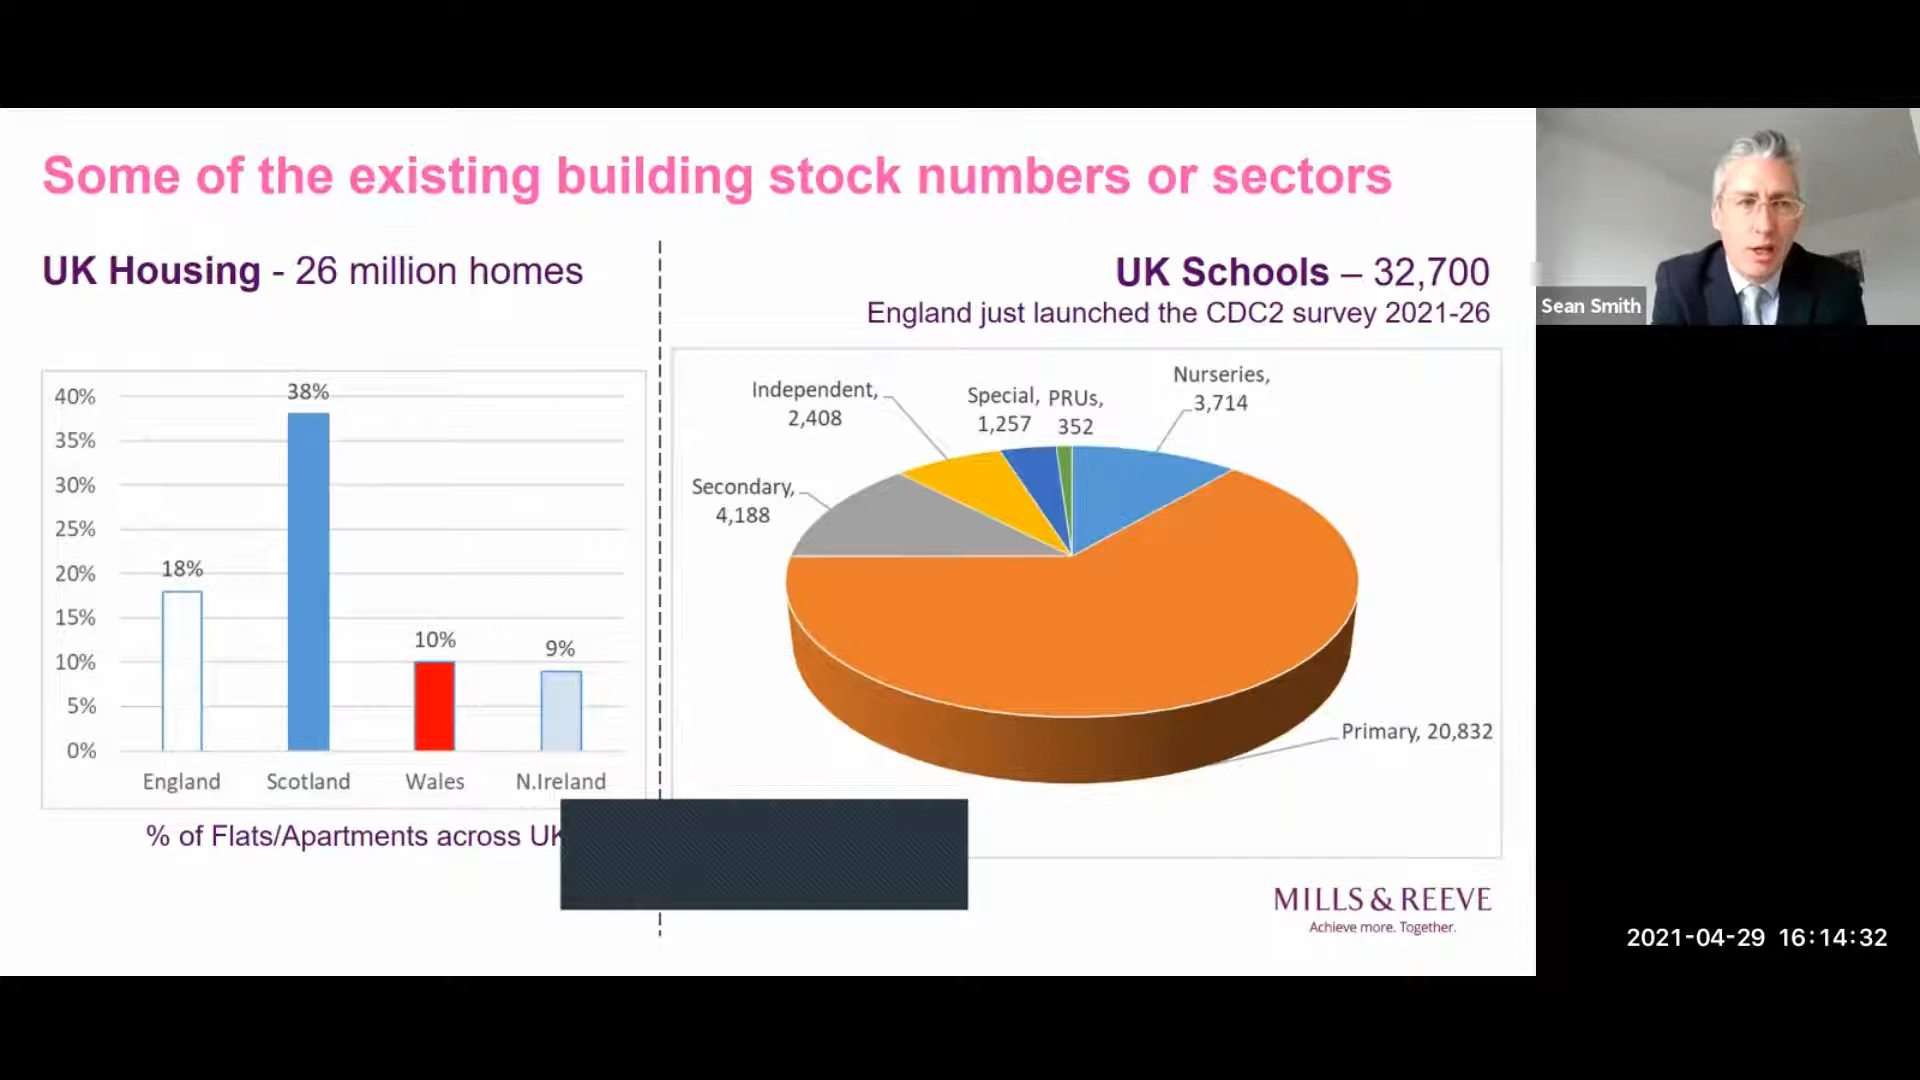 Some of the existing building stock numbers or sectors
UK Housing - 26 million homes
40%
35%
30%
25%
20%
15%
10%
5%
0%
18%
38%
10%
9%
England
Scotland
Wales
N.Ireland
% of Flats/Apartments across UK
UK Schools – 32,700
England just launched the CDC2 survey 2021-26
Independent,
2,408
Special,
1,257
PRUs,
352
Nurseries,
3,714
Secondary,
4,188
Primary, 20,832
MILLS & REEVE
Achieve more. Together.
Sean Smith
2021-04-29 16:14:32